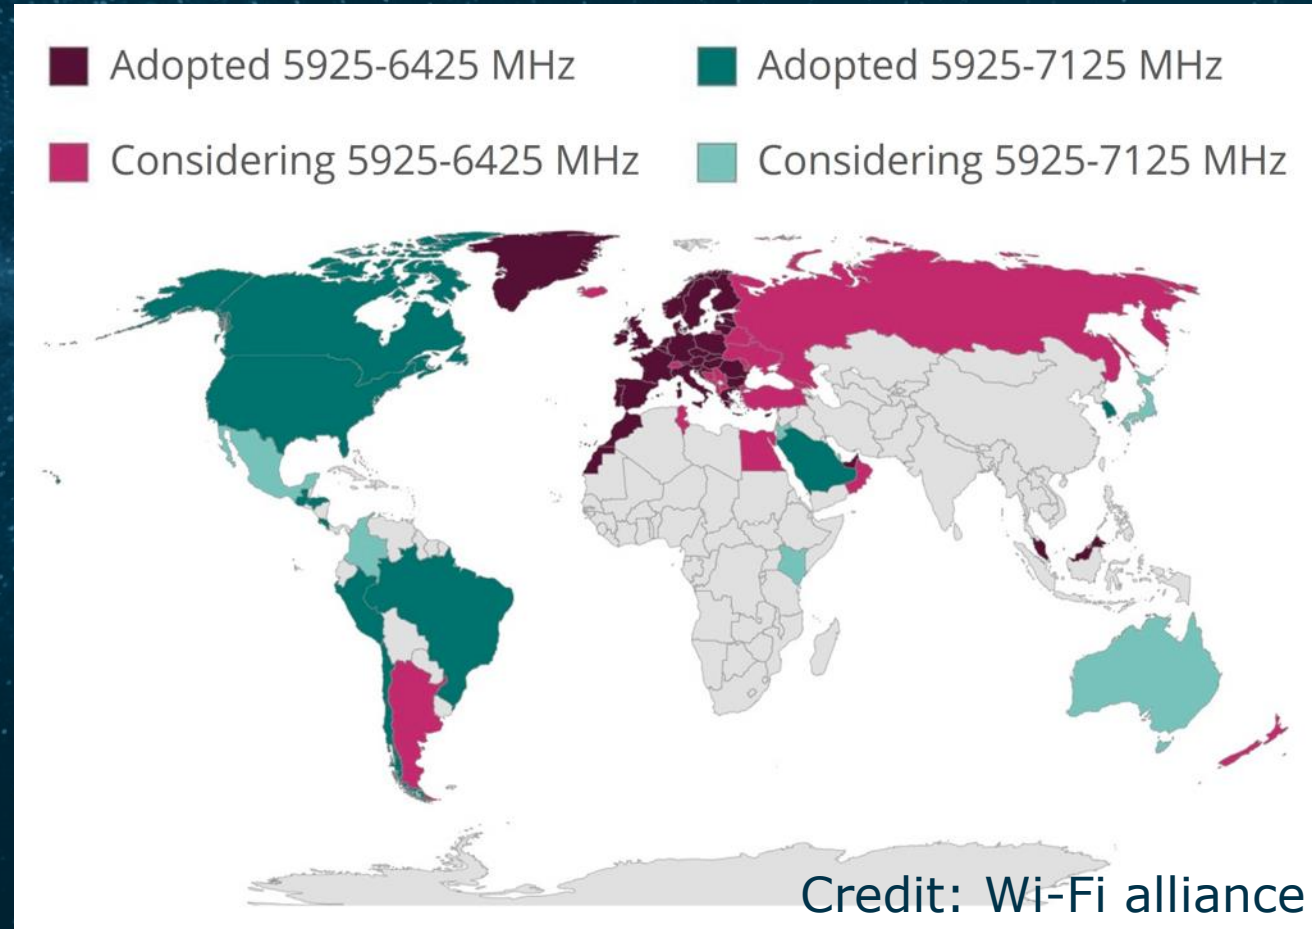 Adopted 5925-6425 MHz
Adopted 5925-7125 MHz
Considering 5925-6425 MHz
Considering 5925-7125 MHz
Credit: Wi-Fi alliance